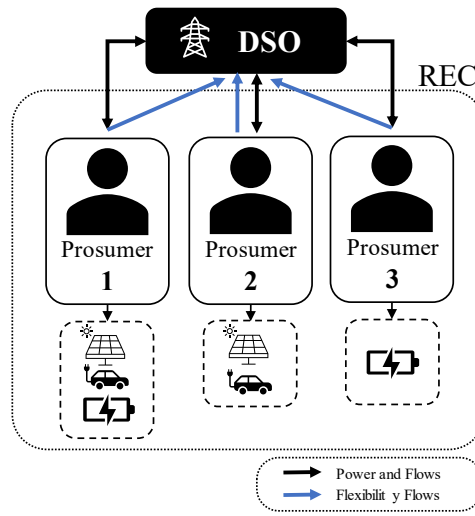 DSO
REC
Prosumer
1
Prosumer
2
Prosumer
3
Power and Flows
Flexibilit y Flows